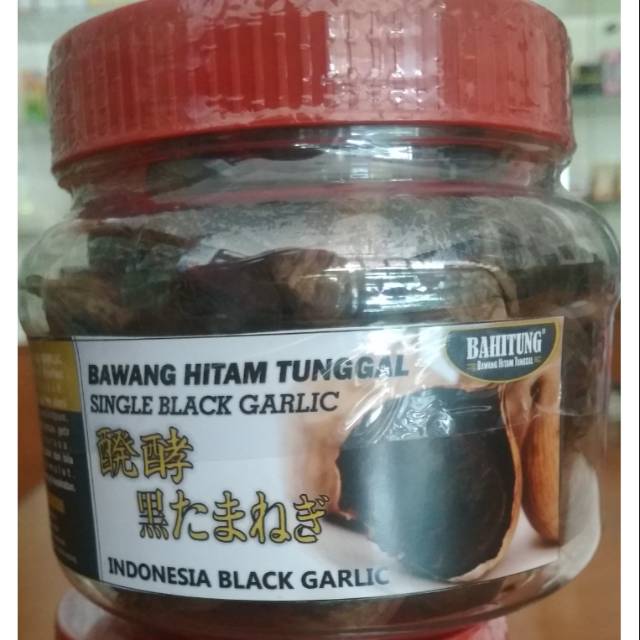 BAHITUNG®
BAWANG HITAM TUNGGAL
BAWANG HITAM TUNGGAL
SINGLE BLACK GARLIC
醗酵
黒たまねぎ
INDONESIA BLACK GARLIC